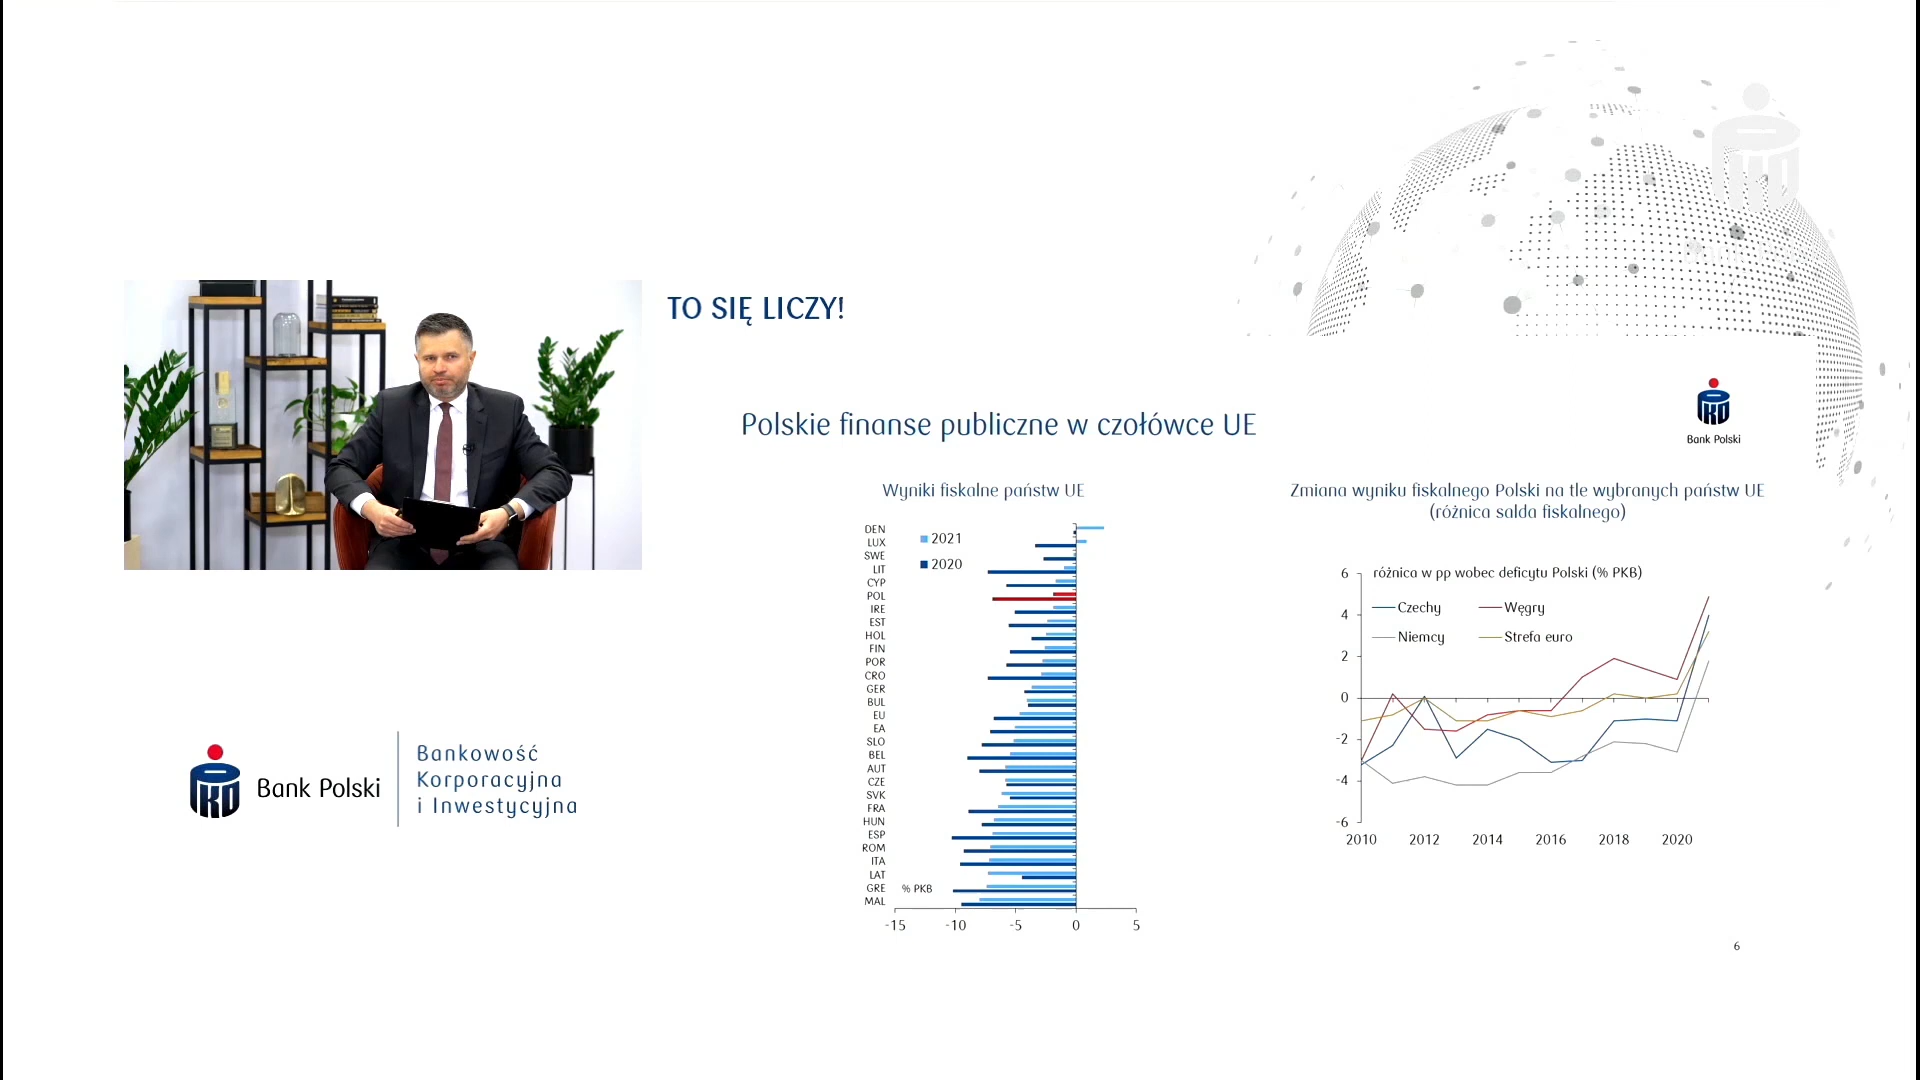 TO SIĘ LICZY!
Polskie finanse publiczne w czołówce UE
Bank Polski
Wyniki fiskalne państw UE
DEN
LUX
SWE
LIT
CYP
POL
IRE
EST
HOL
FIN
POR
CRO
GER
BUL
EU
EA
SLO
BEL
AUT
CZE
SVK
FRA
HUN
ESP
ROM
ITA
LAT
GRE
MAL
2021
2020
% PKB
-15 -10 -5 0 5
Zmiana wyniku fiskalnego Polski na tle wybranych państw UE
(różnica salda fiskalnego)
różnica w pp wobec deficytu Polski (% PKB)
Czechy Węgry
Niemcy Strefa euro
6
4
2
0
-2
-4
-6
2010 2012 2014 2016 2018 2020
6
Bank Polski
Bankowość
Korporacyjna
i Inwestycyjna